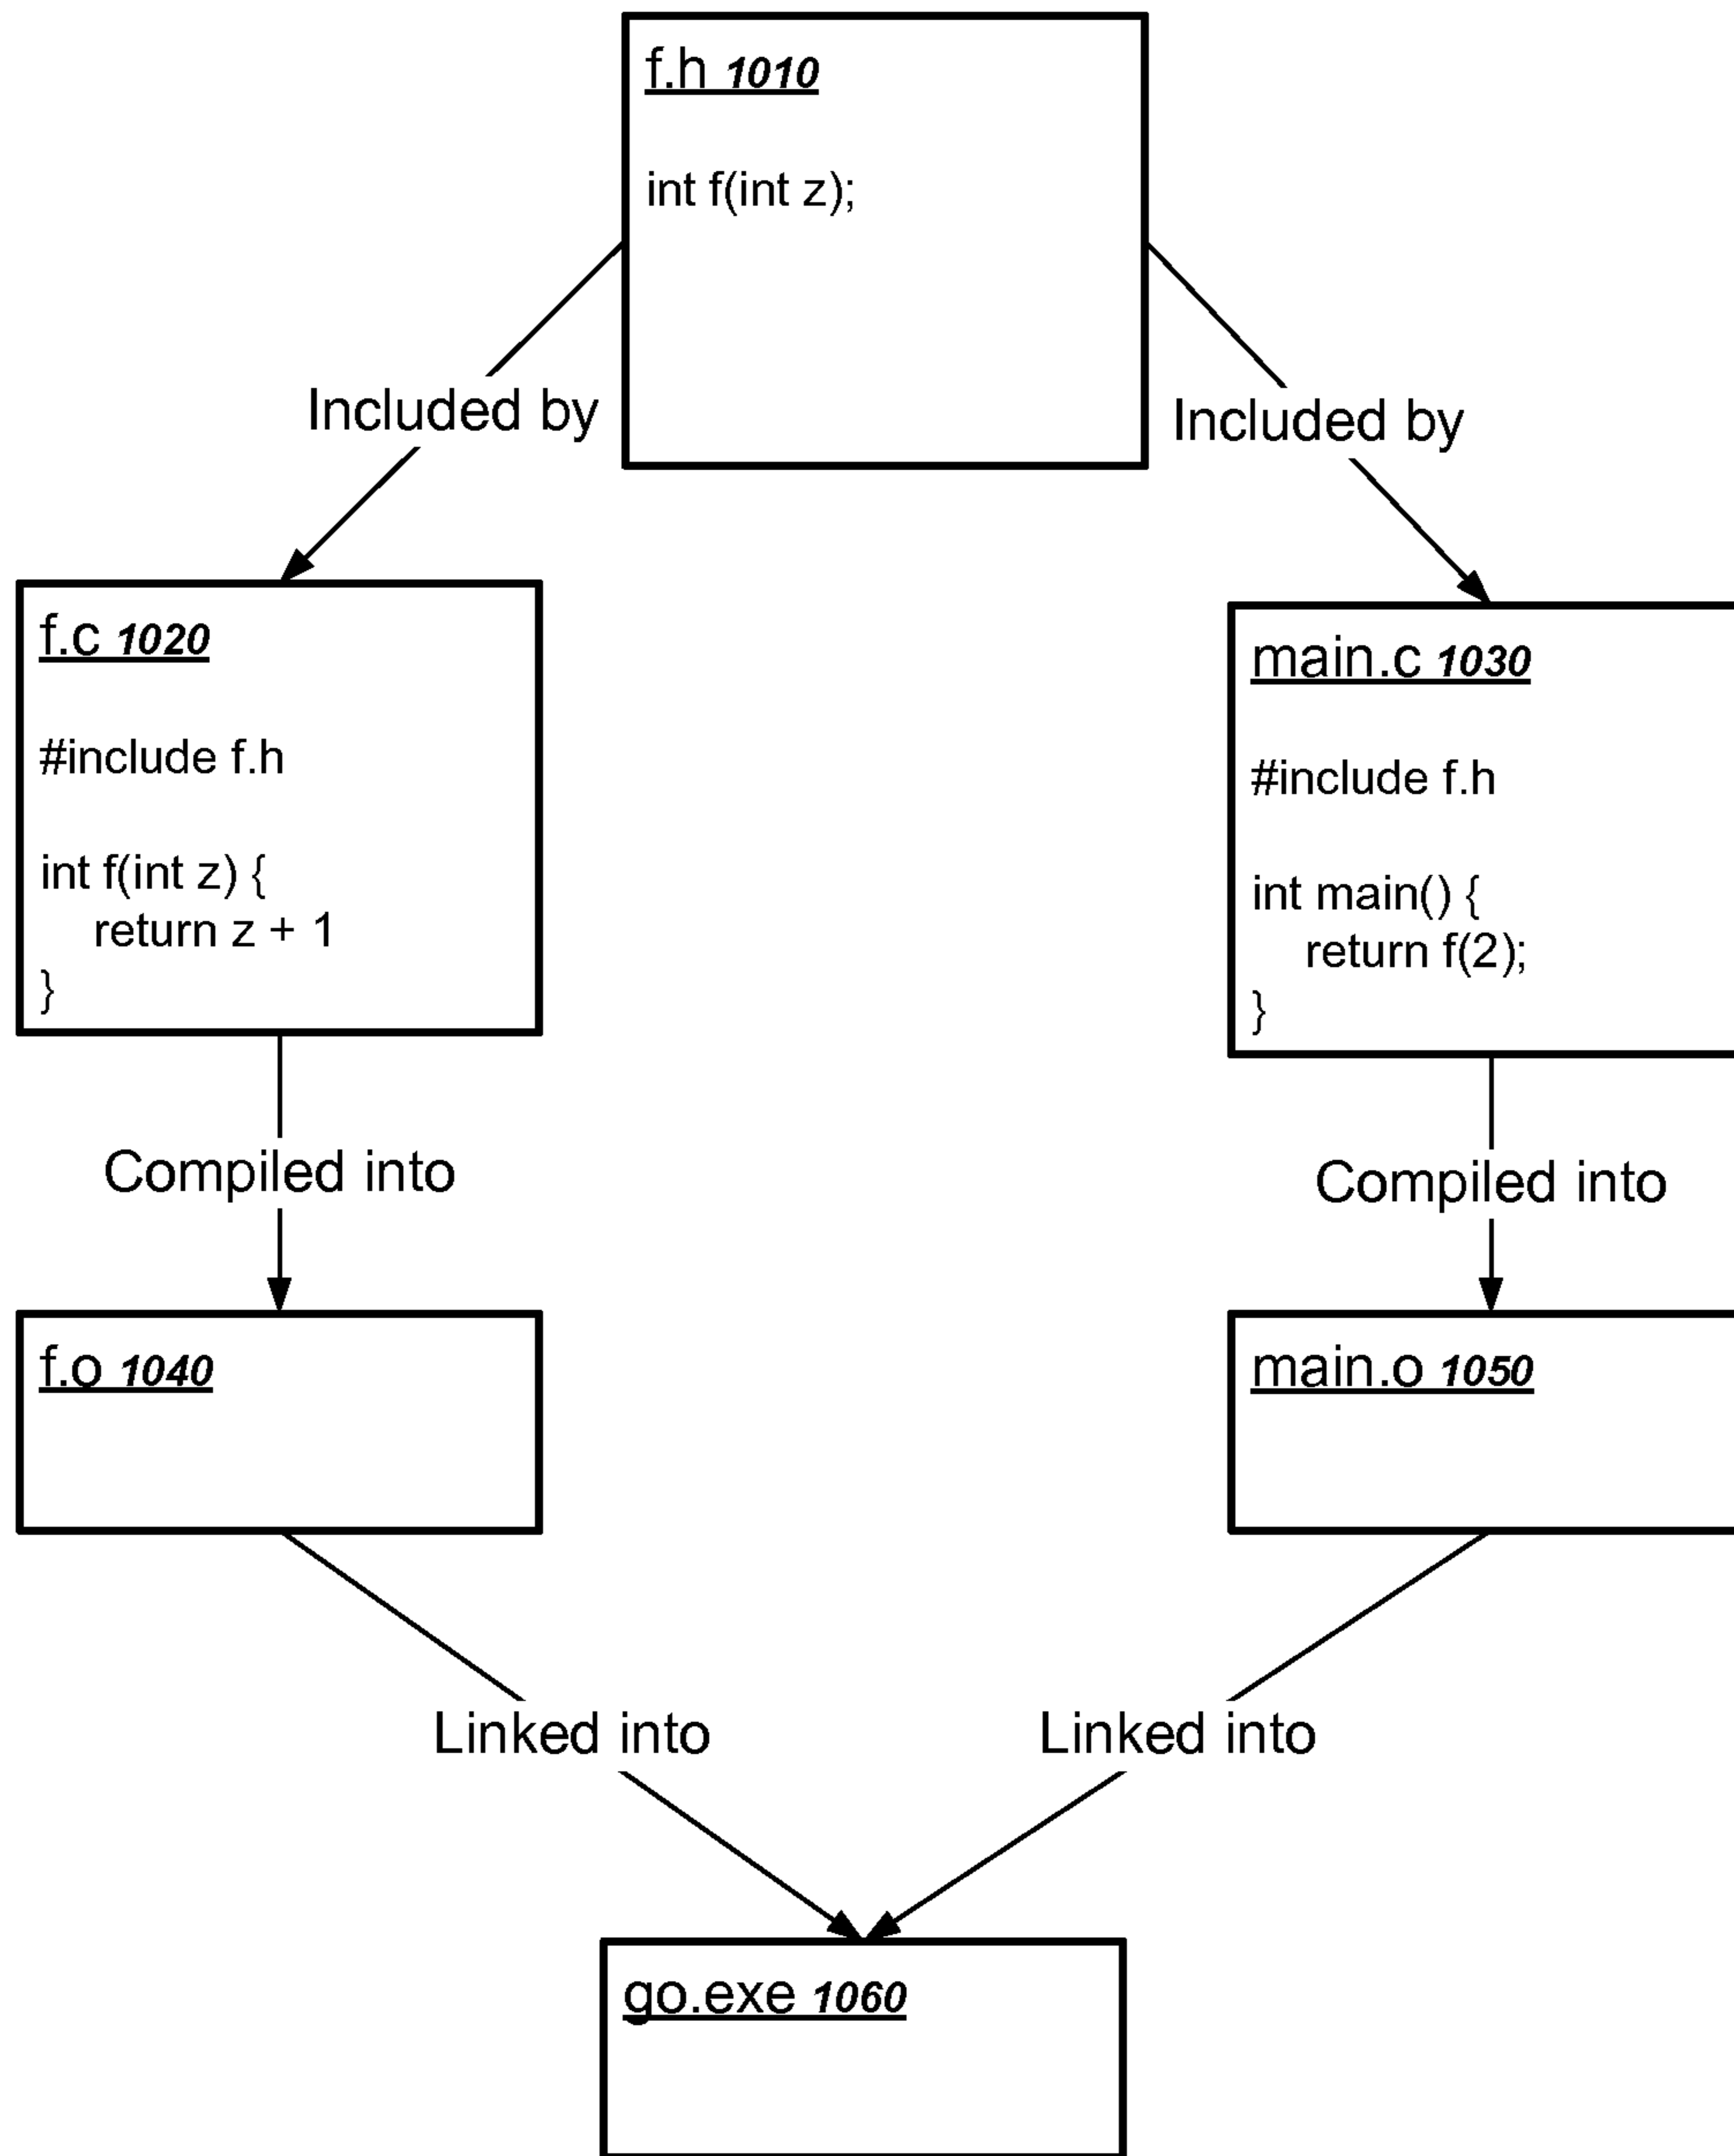 f.h 1010
int f(int z);
Included by
Included by
f.c 1020
#include f.h
int f(int z) {
return z + 1
}
main.c 1030
#include f.h
int main() {
return f(2);
}
Compiled into
Compiled into
f.o 1040
main.o 1050
Linked into
Linked into
go.exe 1060